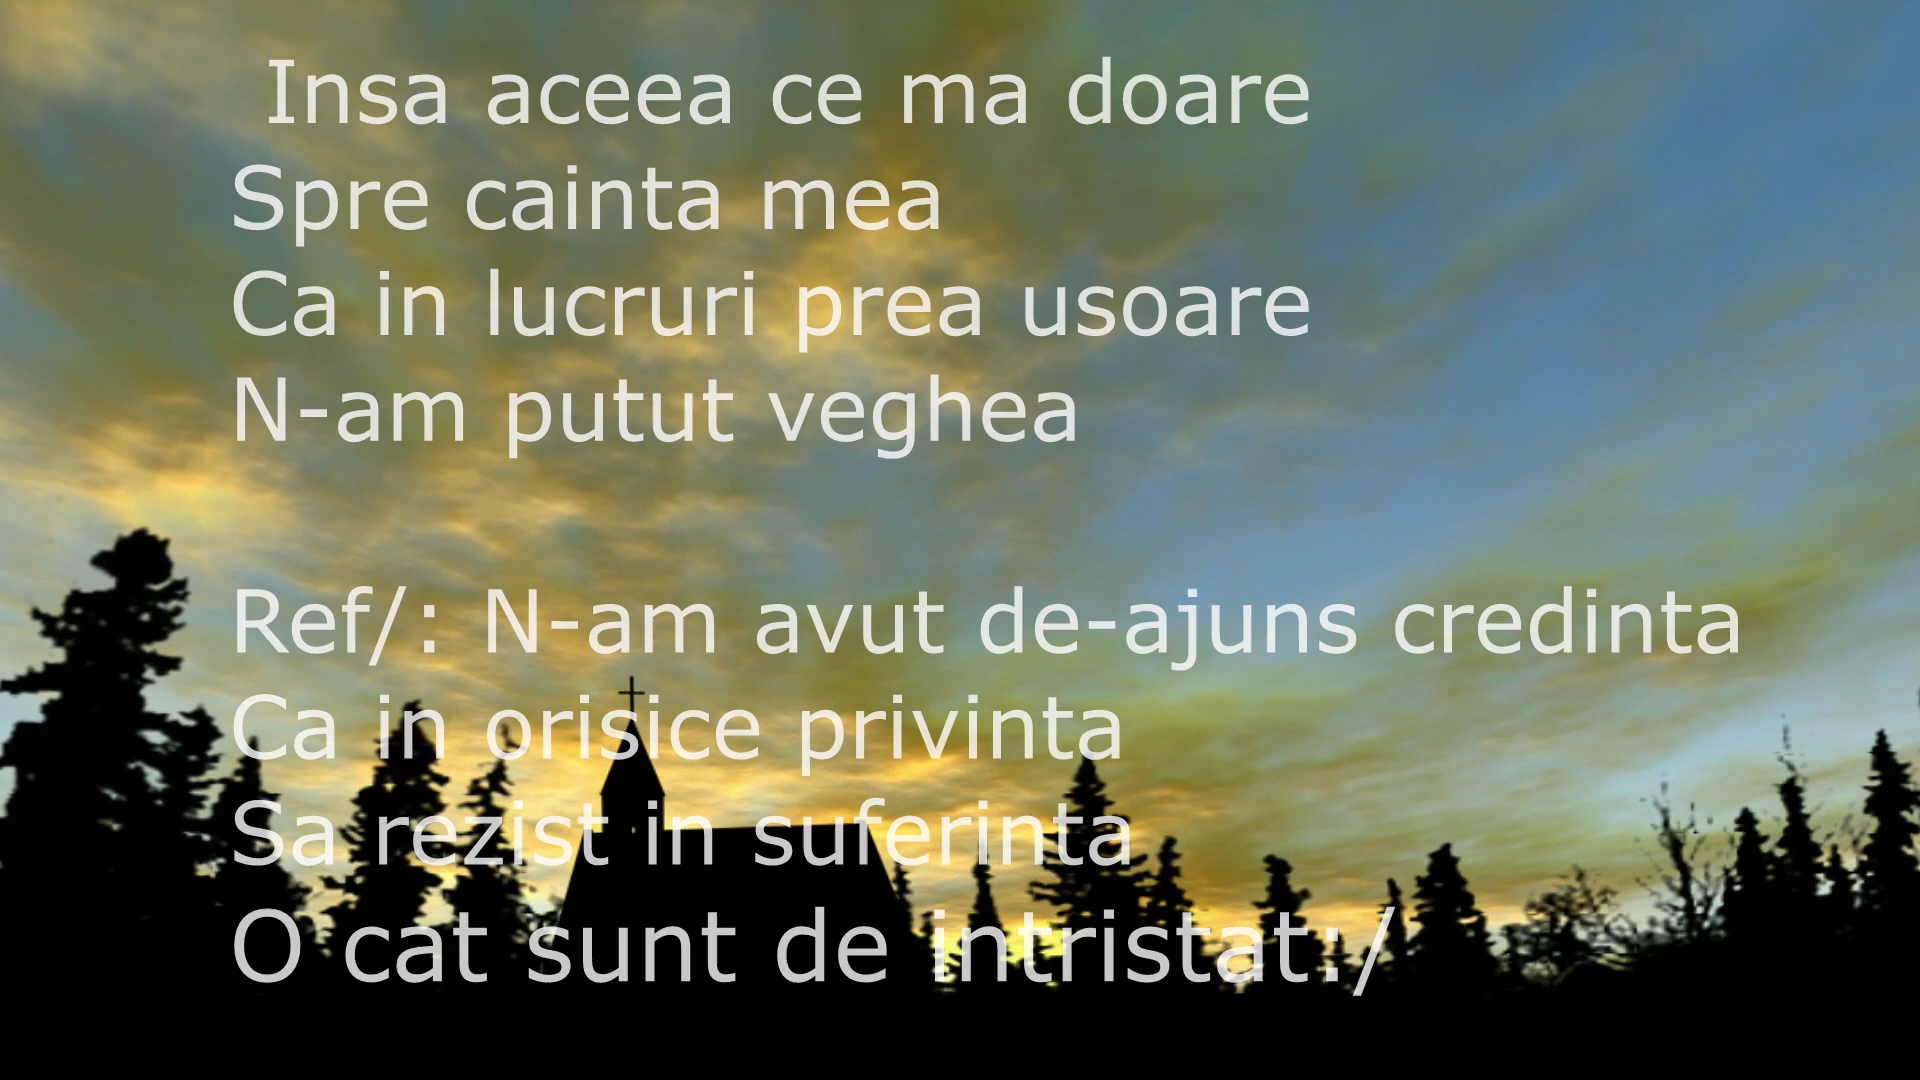 Insa aceea ce ma doare
Spre cainta mea
Ca in lucruri prea usoare
N-am putut veghea
Ref/: N-am avut de-ajuns credinta
Ca in orisice privinta
Sa rezist in suferinta
O cat sunt de intristat:/